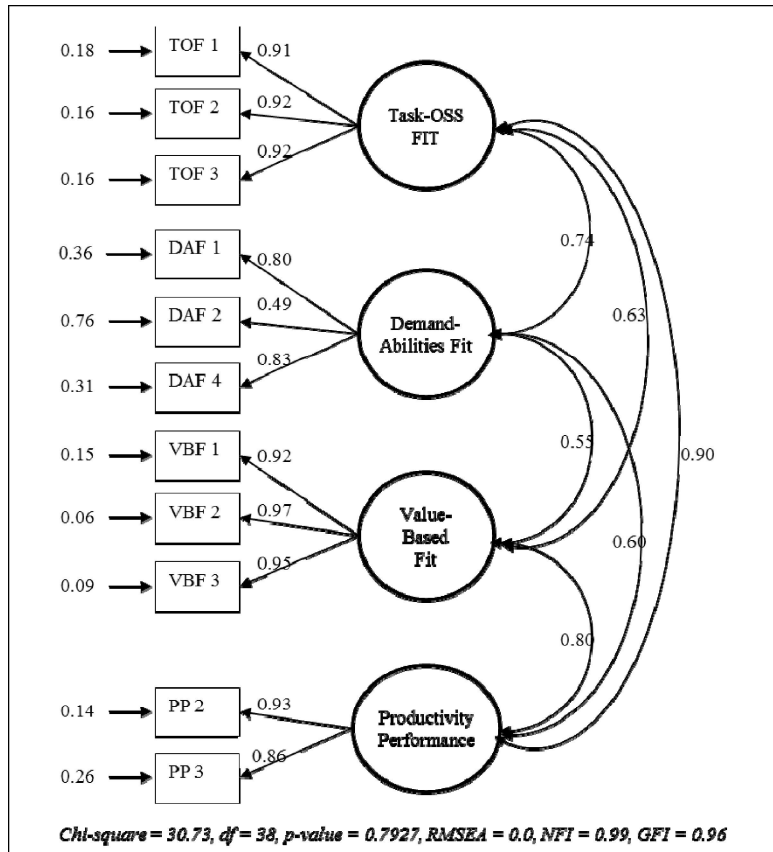 0.18 TOF 1 0.91
0.16 TOF 2 0.92
0.16 TOF 3 0.92
Task-OSS
FIT
0.74
0.63
0.90
0.36 DAF 1 0.80
0.76 DAF 2 0.49
0.31 DAF 4 0.83
Demand-
Abilities Fit
0.55
0.60
0.15 VBF 1 0.92
0.06 VBF 2 0.97
0.09 VBF 3 0.95
Value-
Based
Fit
0.80
0.14 PP 2 0.93
0.26 PP 3 0.86
Productivity
Performance
Chi-square = 30.73, df = 38, p-value = 0.7927, RMSEA = 0.0, NFI = 0.99, GFI = 0.96